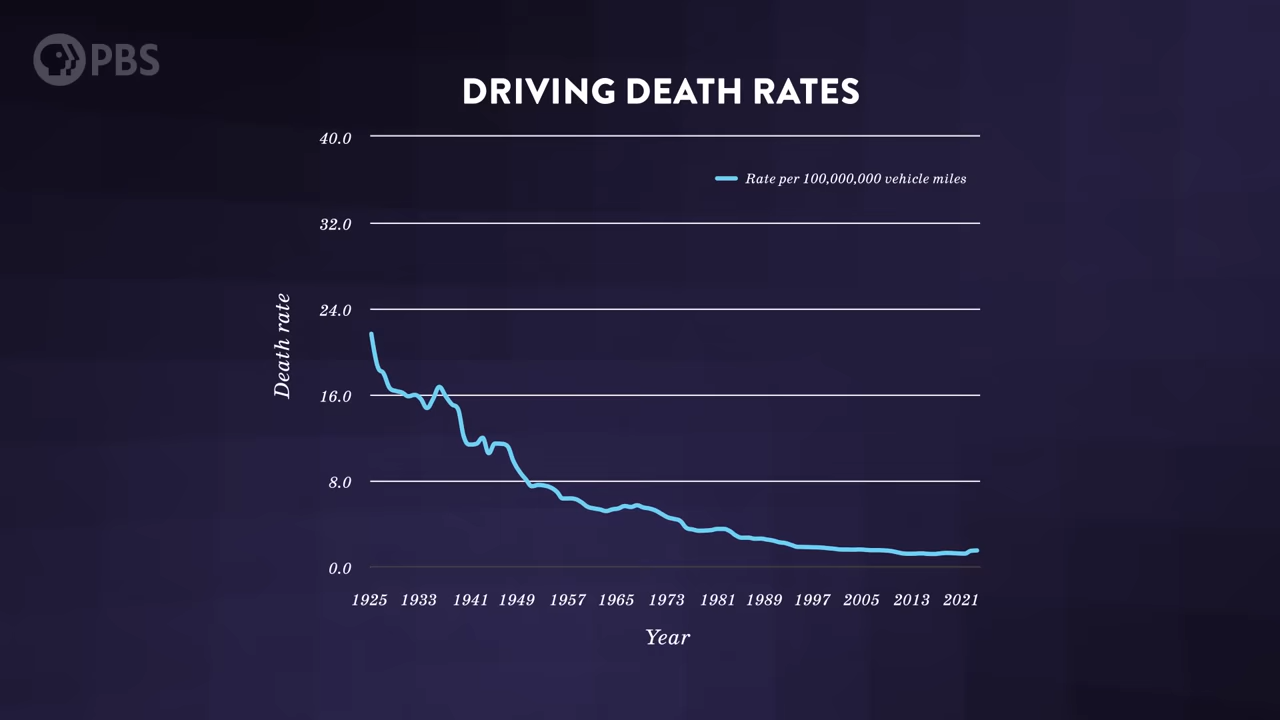 PBS
DRIVING DEATH RATES
40.0
Rate per 100,000,000 vehicle miles
32.0
24.0
Death rate
16.0
8.0
0.0
1925 1933 1941 1949 1957 1965 1973 1981 1989 1997 2005 2013 2021
Year